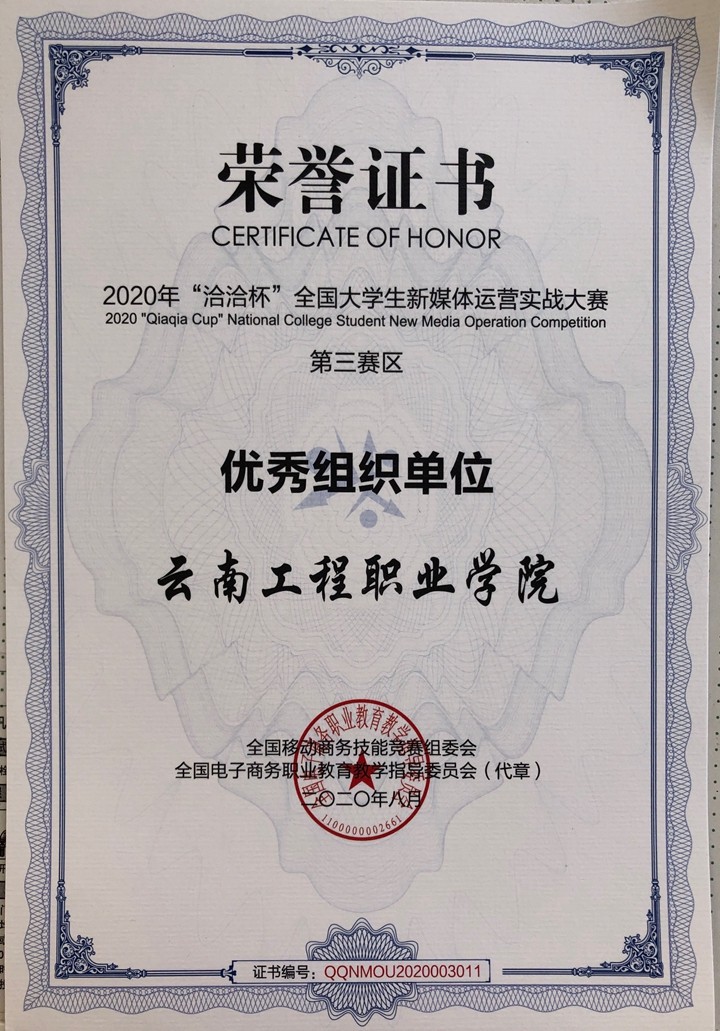 荣誉证书
CERTIFICATE OF HONOR
2020年“洽洽杯”全国大学生新媒体运营实战大赛
2020 "Qiaqia Cup" National College Student New Media Operation Competition
第三赛区
优秀组织单位
云南工程职业学院
全国移动商务技能竞赛组委会
全国电子商务职业教育教学指导委员会（代章）
二〇二〇年八月
1100000002661
证书编号：QQNMOU2020003011